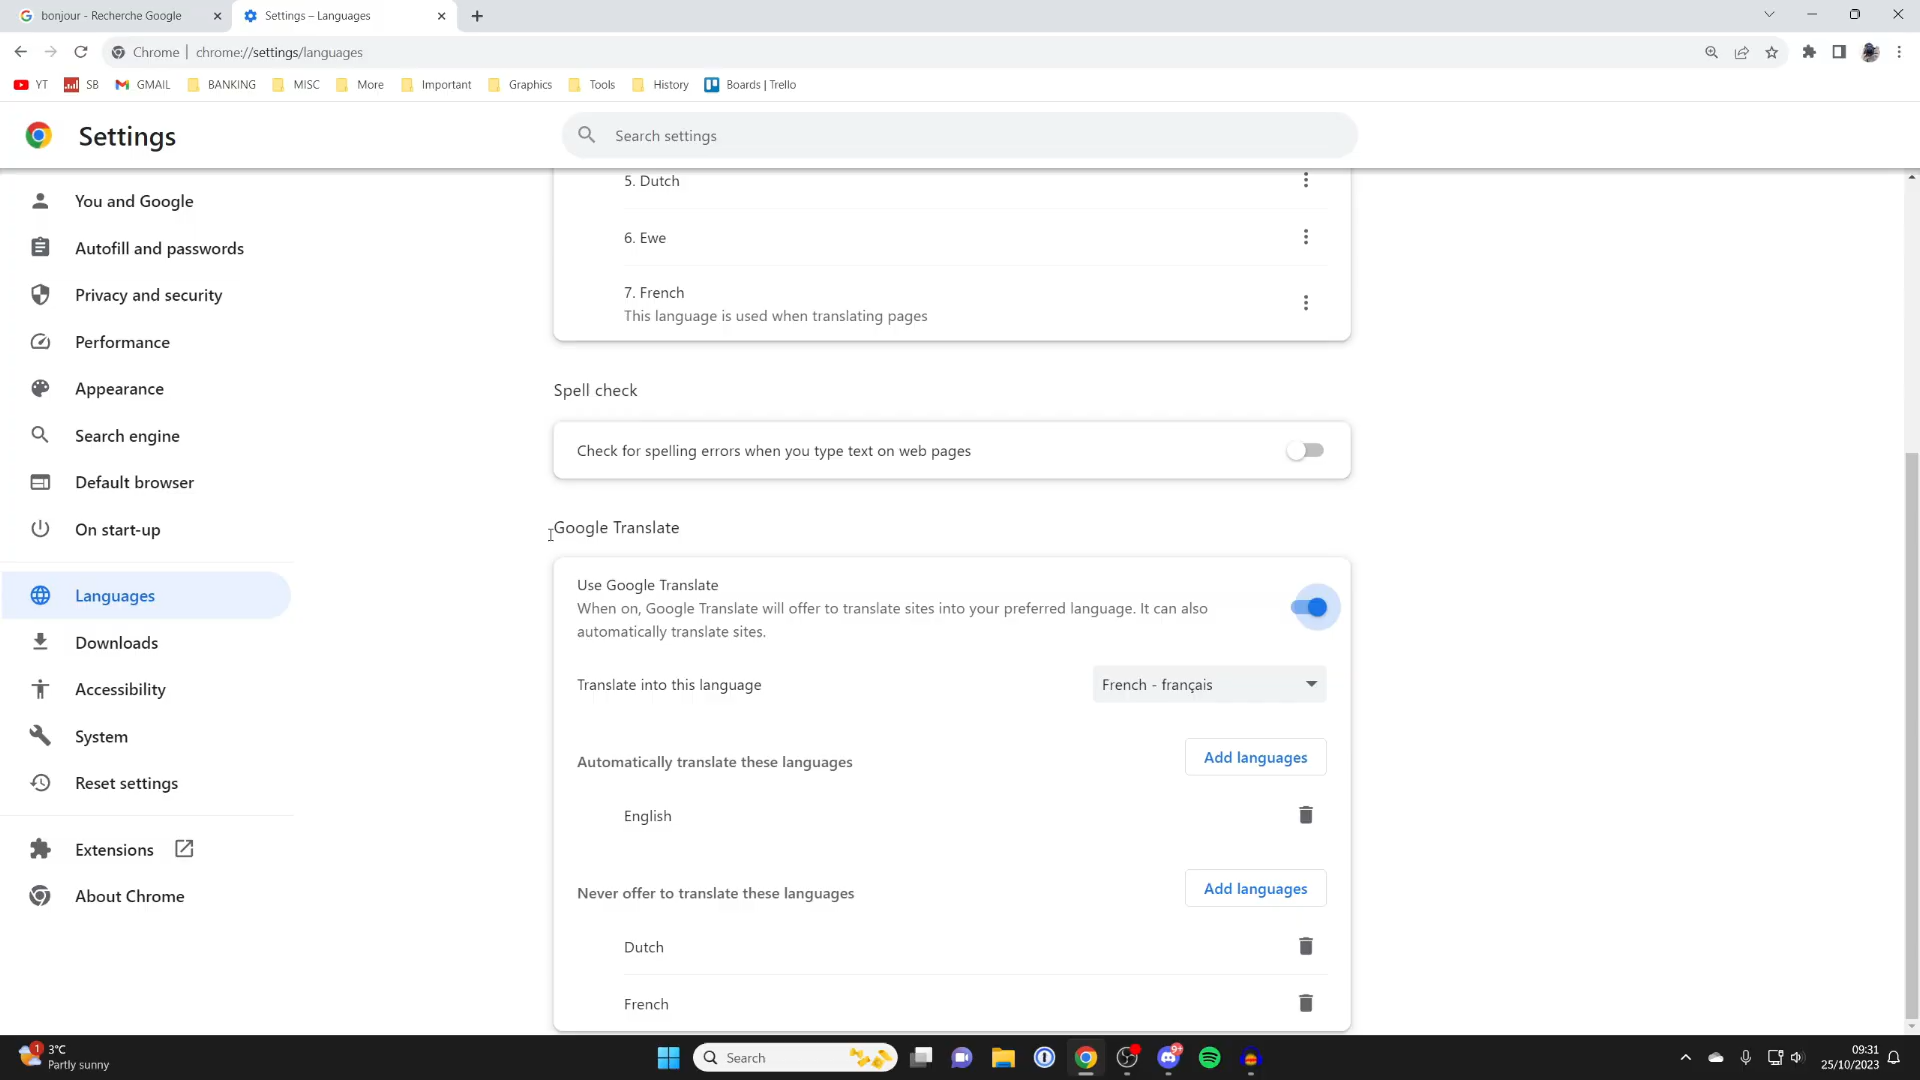 bonjour - Recherche Google
Settings – Languages
Chrome | chrome://settings/languages
YT SB GMAIL BANKING MISC More Important Graphics Tools History Boards | Trello
Settings
Search settings
You and Google
Autofill and passwords
Privacy and security
Performance
Appearance
Search engine
Default browser
On start-up
Languages
Downloads
Accessibility
System
Reset settings
Extensions
About Chrome
5. Dutch
6. Ewe
7. French
This language is used when translating pages
Spell check
Check for spelling errors when you type text on web pages
Google Translate
Use Google Translate
When on, Google Translate will offer to translate sites into your preferred language. It can also
automatically translate sites.
Translate into this language
French - français
Automatically translate these languages
Add languages
English
Never offer to translate these languages
Add languages
Dutch
French
1
3°C
Partly sunny
Search
9+
09:31
25/10/2023